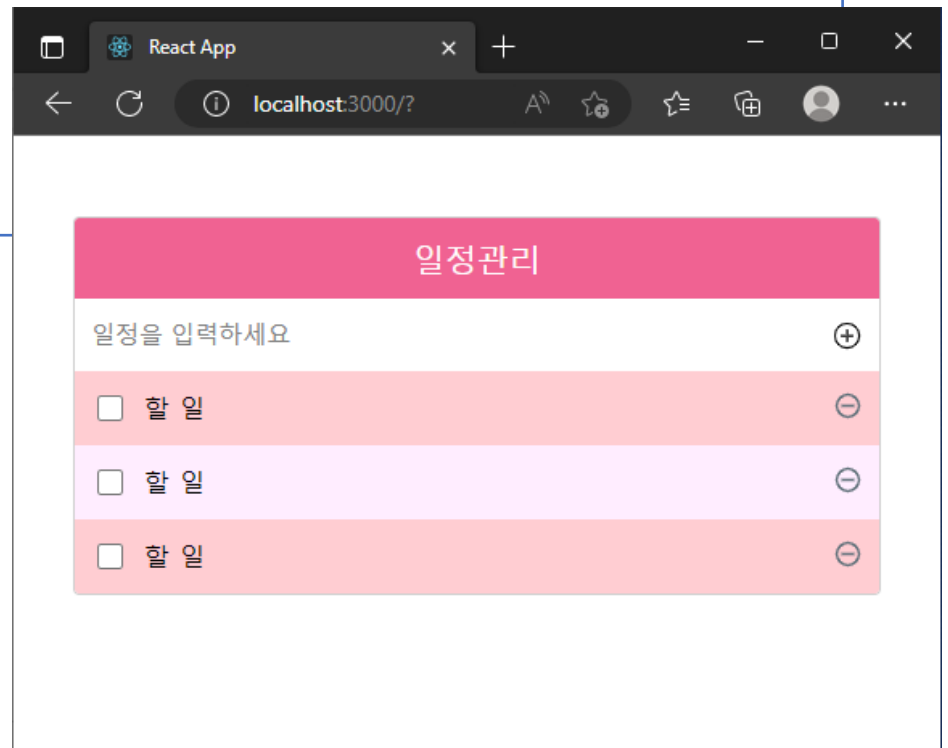 React App
localhost:3000/?
일정관리
일정을 입력하세요
할 일
할 일
할 일